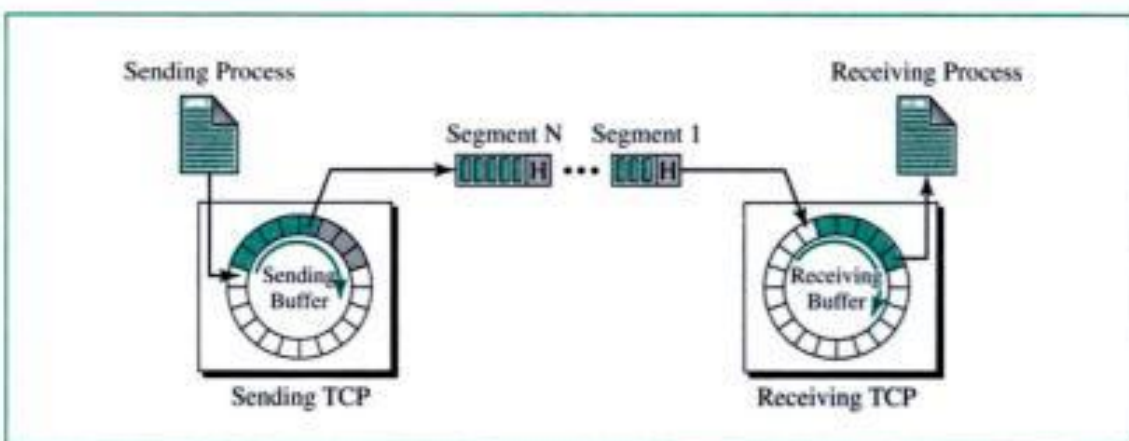 Sending Process
Receiving Process
Segment N
Segment 1
H
H
Sending
Buffer
Receiving
Buffer
Sending TCP
Receiving TCP